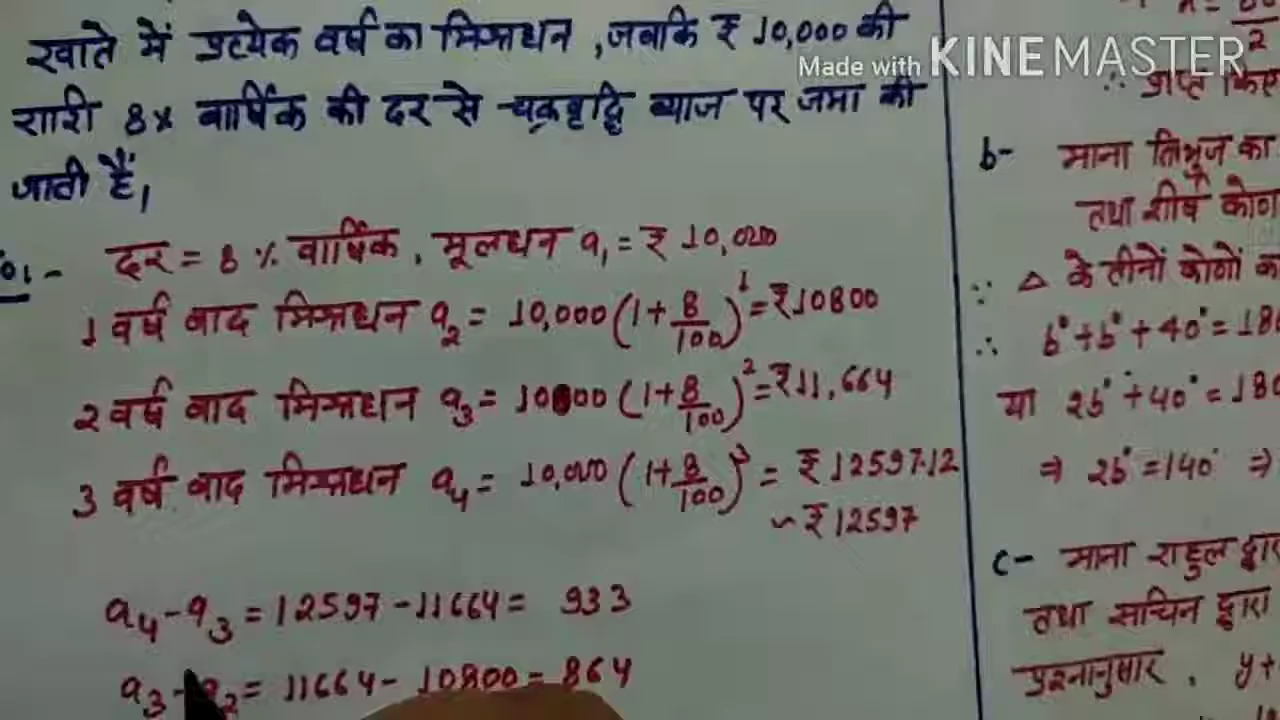 खाते में प्रत्येक वर्ष का मिश्रधन, जबकि ₹ 10,000 की
राशी 8% वार्षिक की दर से चक्रवृद्धि ब्याज पर जमा की
जाती हैं।
दर = 8 % वार्षिक, मूलधन a₁ = ₹ 10,000
1 वर्ष बाद मिश्रधन a₂ = 10,000 (1+8/100)¹ = ₹10800
2 वर्ष बाद मिश्रधन a₃ = 10000 (1+8/100)² = ₹11,664
3 वर्ष बाद मिश्रधन a₄ = 10,000 (1+8/100)³ = ₹12597.12
~ ₹12597
a₄-a₃ = 12597-11664 = 933
a₃-a₂ = 11664-10800 = 864
Made with KINEMASTER
2
∴ प्राप्त
b- माना त्रिभुज का
तथा शीर्ष कोण
∵ △ के तीनों कोणों का
∴ b°+b°+40°=18
या 2b°+40°=180
⇒ 2b°=140° ⇒
c- माना राहुल द्वारा
तथा सचिन द्वारा
प्रश्नानुसार, y+